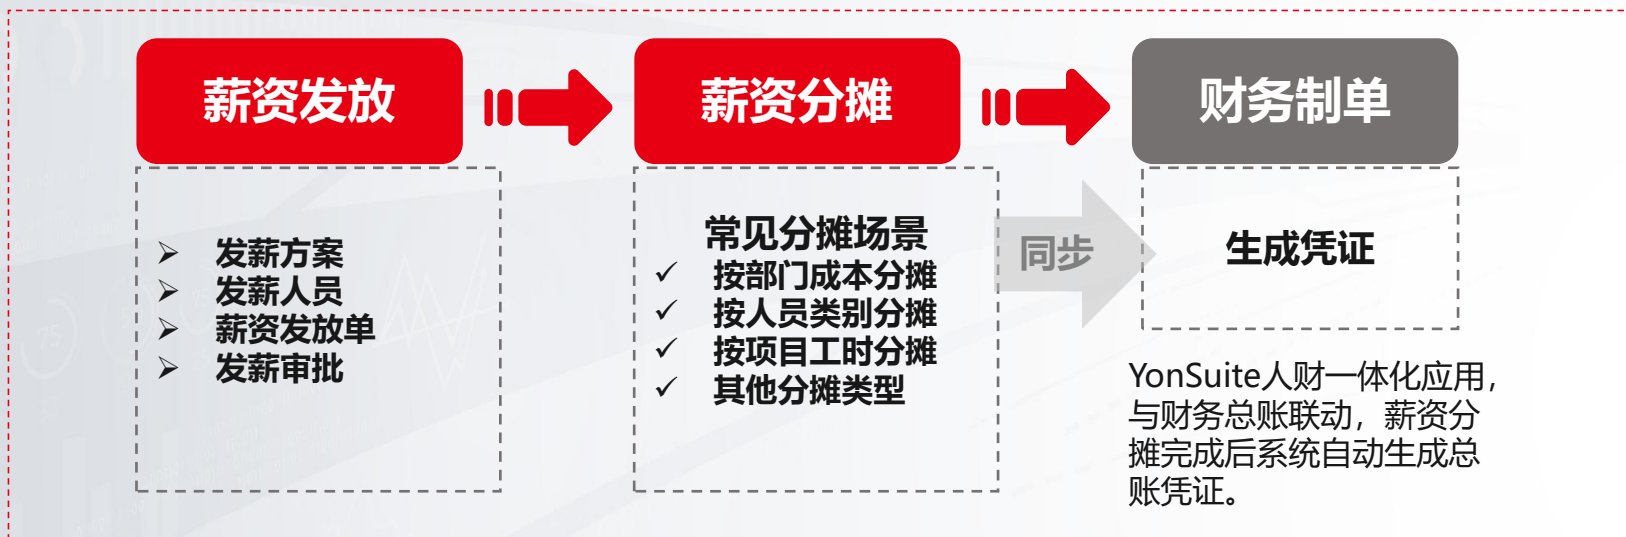 薪资发放
薪资分摊
财务制单
发薪方案
发薪人员
薪资发放单
发薪审批
常见分摊场景
按部门成本分摊
按人员类别分摊
按项目工时分摊
其他分摊类型
同步
生成凭证
YonSuite人财一体化应用，
与财务总账联动，薪资分
摊完成后系统自动生成总
账凭证。